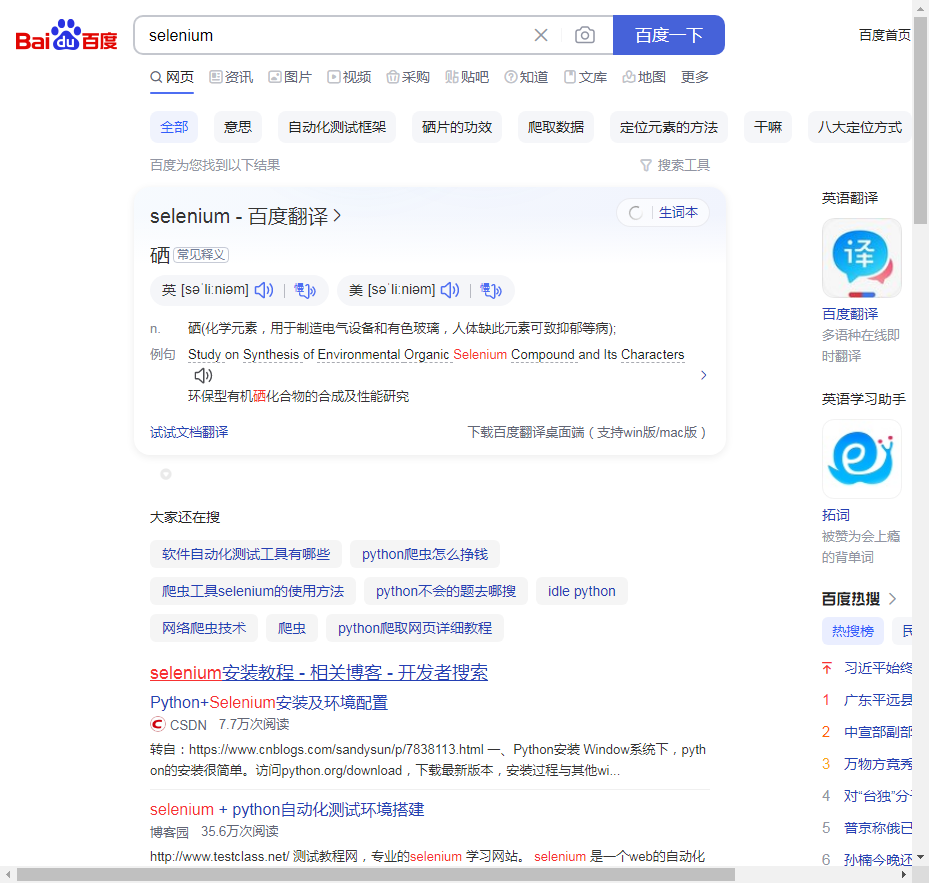 Bai du 百度
selenium
百度一下
百度首页
网页 资讯 图片 视频 采购 贴吧 知道 文库 地图 更多
全部 意思 自动化测试框架 硒片的功效 爬取数据 定位元素的方法 干嘛 八大定位方式
百度为您找到以下结果
搜索工具
selenium - 百度翻译
生词本
硒 常见释义
英 [səˈliːniəm] 慢 美 [səˈliːniəm] 慢
n. 硒(化学元素，用于制造电气设备和有色玻璃，人体缺此元素可致抑郁等病);
例句 Study on Synthesis of Environmental Organic Selenium Compound and Its Characters
环保型有机硒化合物的合成及性能研究
试试文档翻译
下载百度翻译桌面端（支持win版/mac版）
大家还在搜
软件自动化测试工具有哪些 python爬虫怎么挣钱
爬虫工具selenium的使用方法 python不会的题去哪搜 idle python
网络爬虫技术 爬虫 python爬取网页详细教程
selenium安装教程 - 相关博客 - 开发者搜索
Python+Selenium安装及环境配置
CSDN 7.7万次阅读
转自：https://www.cnblogs.com/sandysun/p/7838113.html 一、Python安装 Window系统下，pyth
on的安装很简单。访问python.org/download，下载最新版本，安装过程与其他wi...
selenium + python自动化测试环境搭建
博客园 35.6万次阅读
http://www.testclass.net/ 测试教程网，专业的selenium 学习网站。 selenium 是一个web的自动化
英语翻译
译
百度翻译
多语种在线即
时翻译
英语学习助手
拓词
被赞为会上瘾
的背单词
百度热搜
热搜榜 民
习近平始终
1 广东平远县
2 中宣部副部
3 万物方竟秀
4 对“台独”分子
5 普京称俄已
6 孙楠今晚还